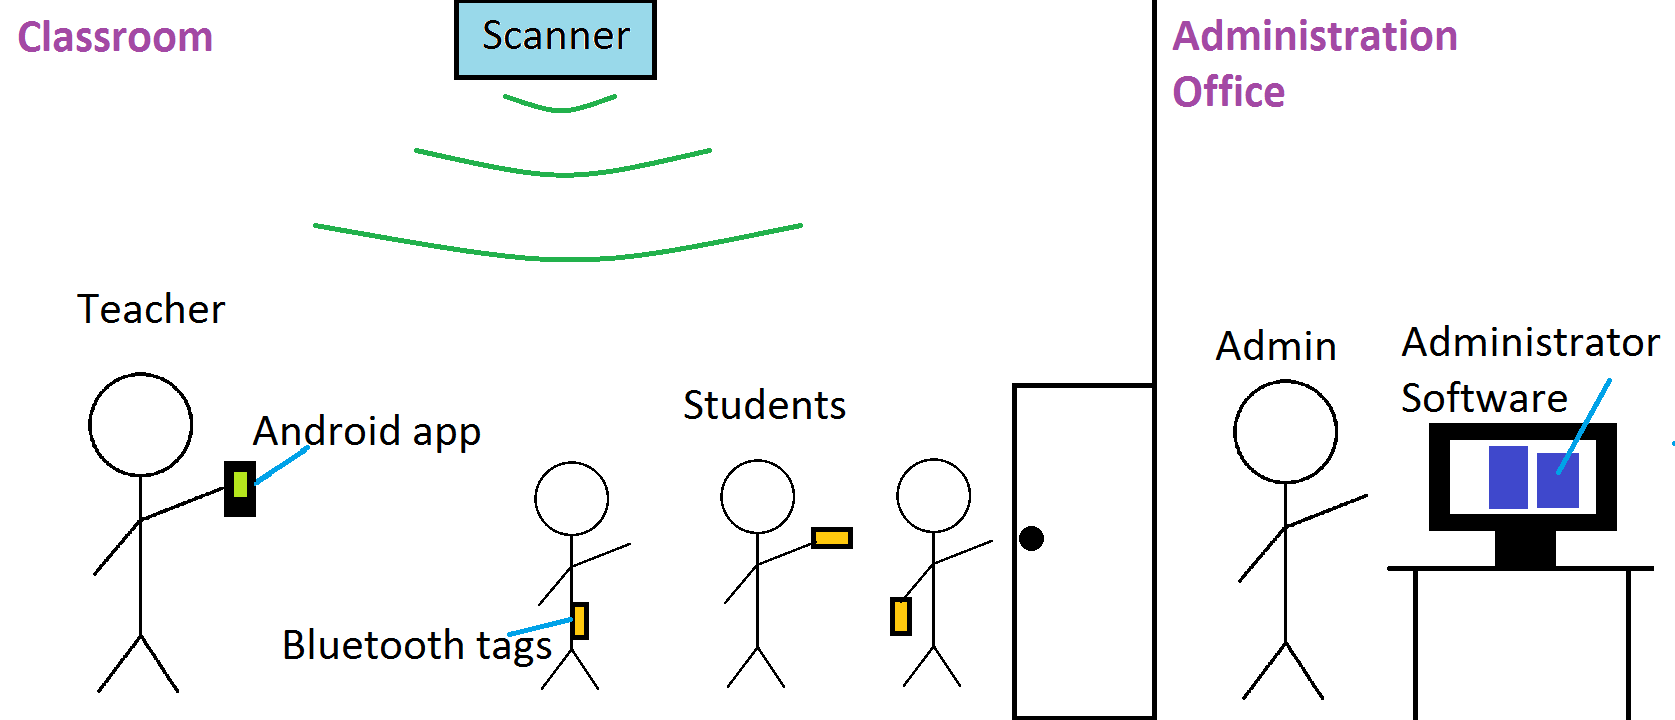 Classroom
Scanner
Administration
Office
Teacher
Android app
Students
Bluetooth tags
Admin
Administrator
Software